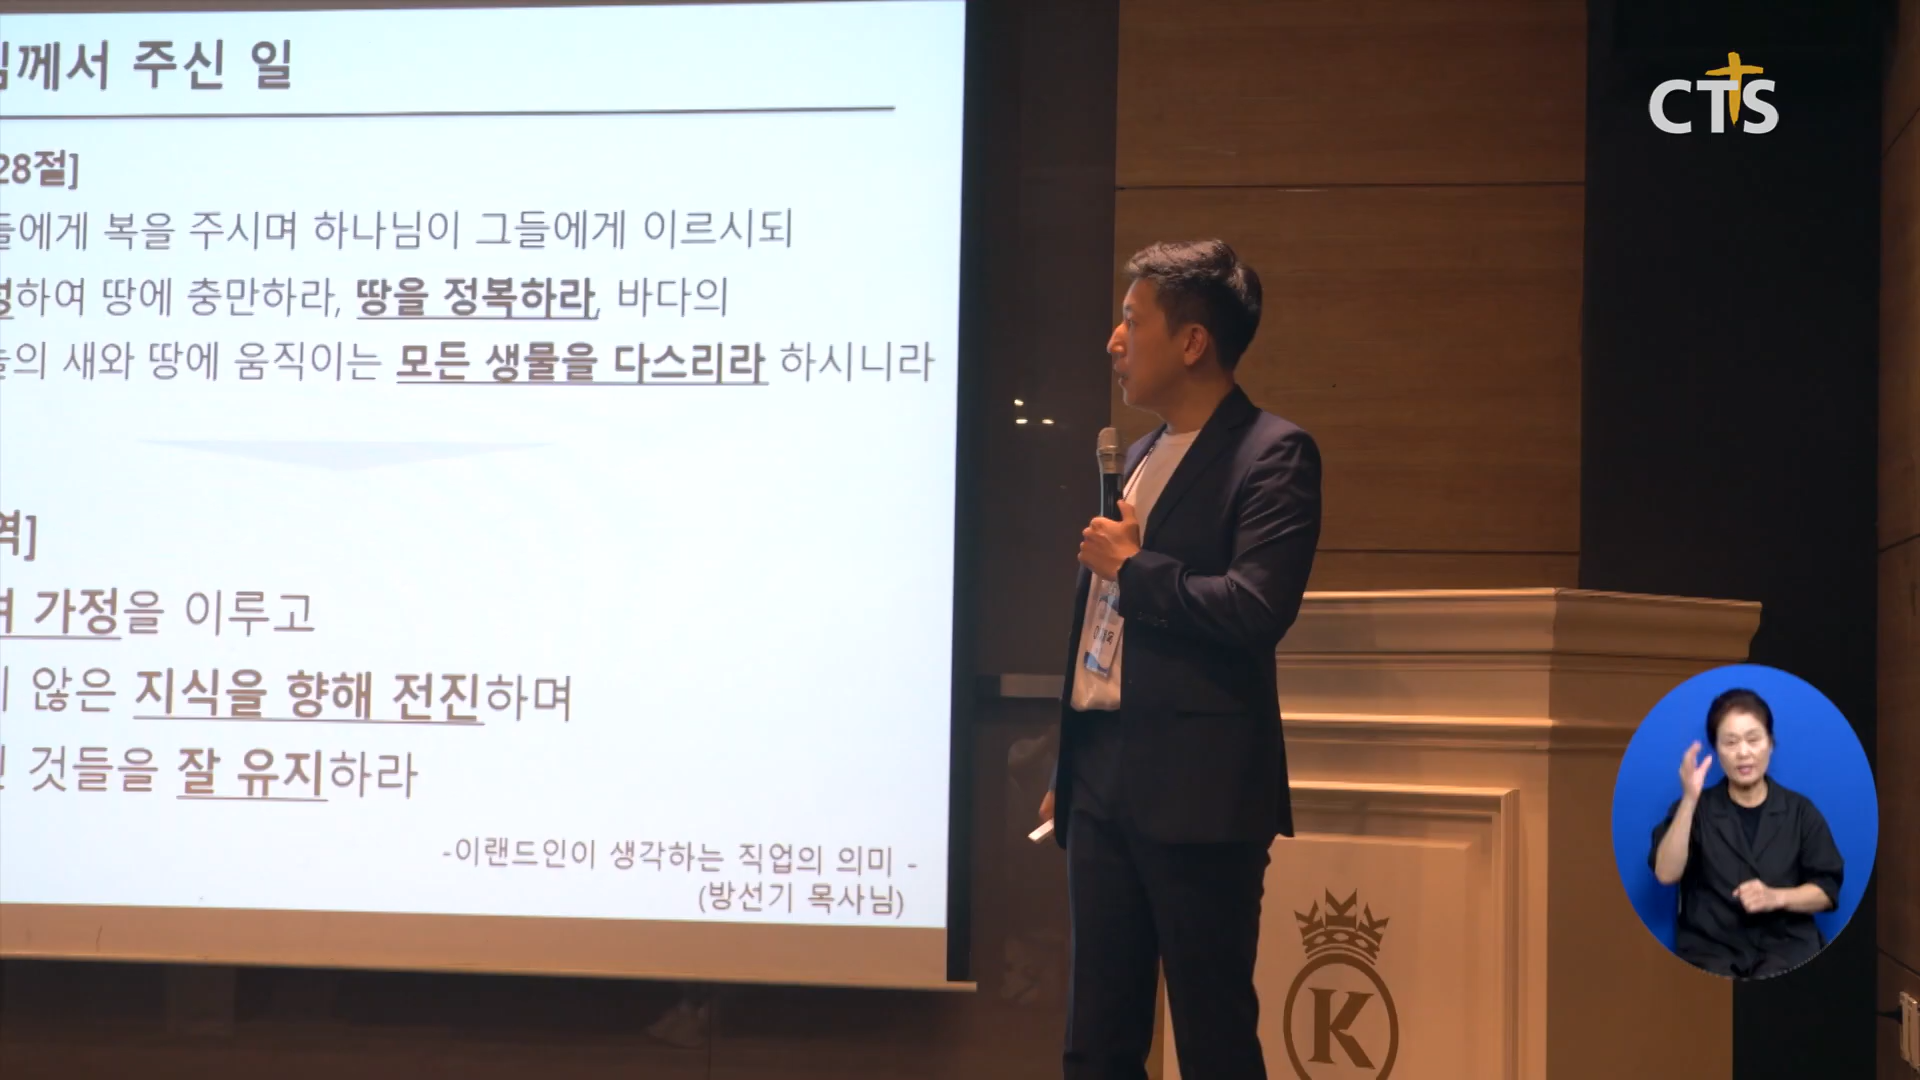 께서 주신 일
28절]
들에게 복을 주시며 하나님이 그들에게 이르시되
하여 땅에 충만하라, 땅을 정복하라, 바다의
의 새와 땅에 움직이는 모든 생물을 다스리라 하시니라
역]
며 가정을 이루고
않은 지식을 향해 전진하며
것들을 잘 유지하라
-이랜드인이 생각하는 직업의 의미 -
(방선기 목사님)
CTS
K